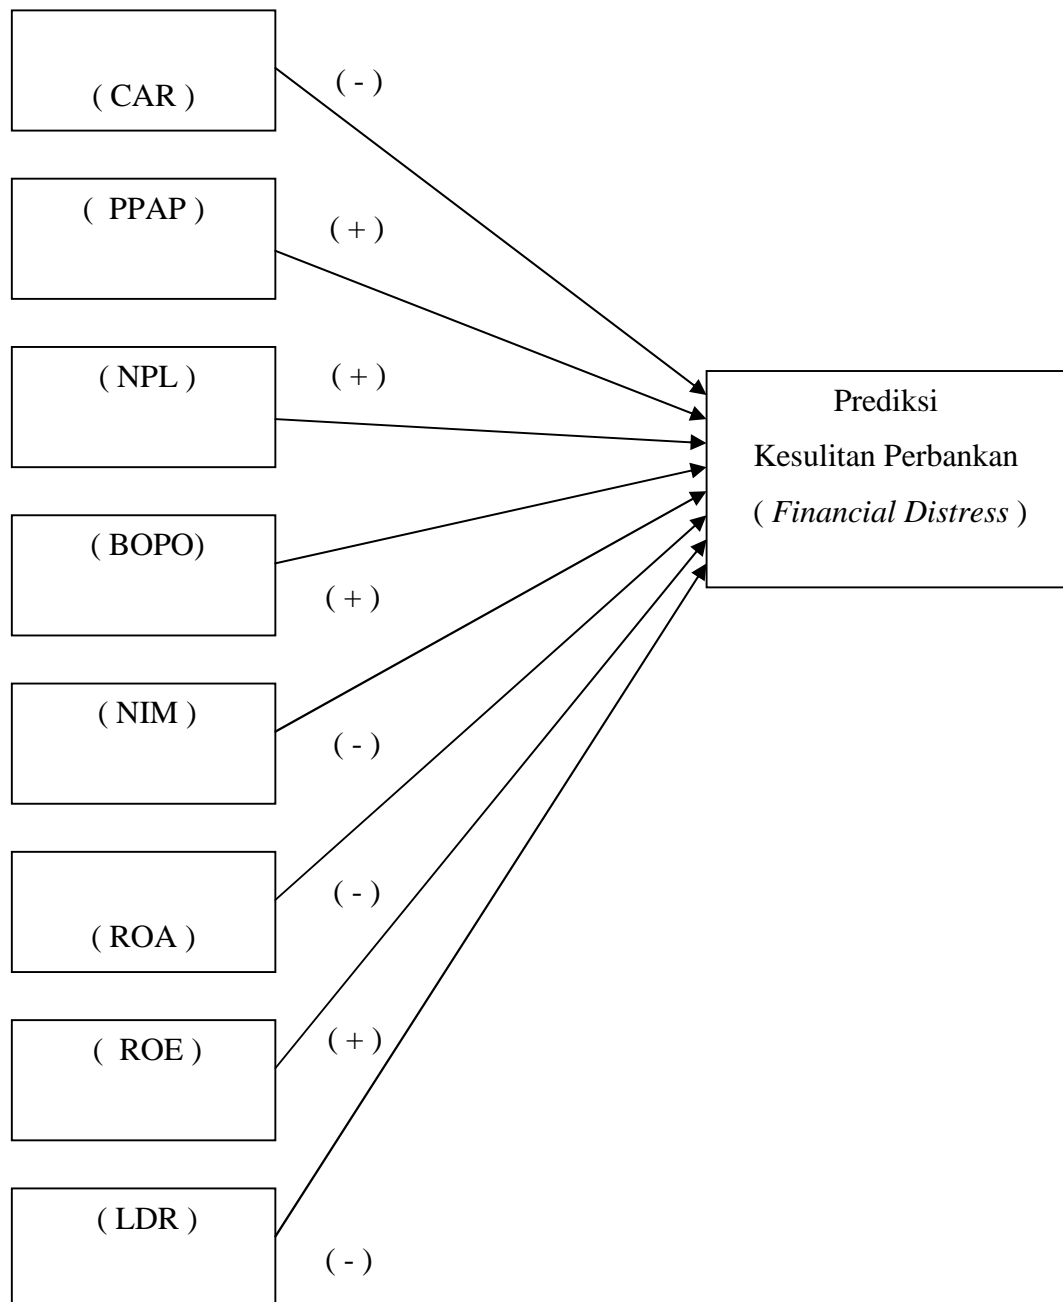 ( CAR )
( - )
( PPAP )
( + )
( NPL )
( + )
( BOPO)
( + )
( NIM )
( - )
( ROA )
( - )
( ROE )
( + )
( LDR )
( - )
Prediksi
Kesulitan Perbankan
( Financial Distress )